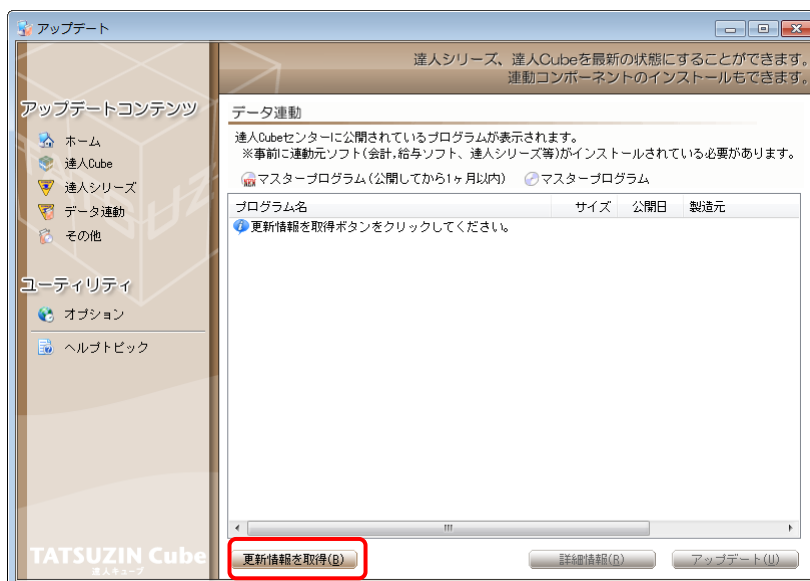 アップデート
達人シリーズ、達人Cubeを最新の状態にすることができます。
連動コンポーネントのインストールもできます。
アップデートコンテンツ
ホーム
達人Cube
達人シリーズ
データ連動
その他
ユーティリティ
オプション
ヘルプトピック
TATSUZIN Cube
達人キューブ
データ連動
達人Cubeセンターに公開されているプログラムが表示されます。
※事前に連動元ソフト(会計,給与ソフト、達人シリーズ等)がインストールされている必要があります。
マスタープログラム(公開してから1ヶ月以内) マスタープログラム
プログラム名 サイズ 公開日 製造元
更新情報を取得ボタンをクリックしてください。
更新情報を取得(B) 詳細情報(R) アップデート(U)